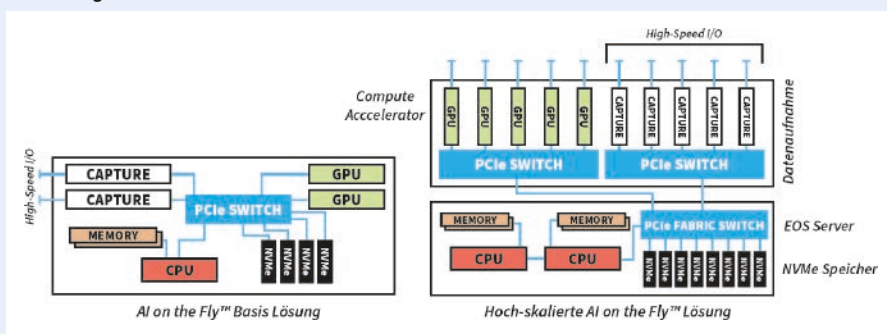 High-Speed I/O
CAPTURE
GPU
CAPTURE
GPU
PCIe SWITCH
MEMORY
CPU
NVMe
NVMe
NVMe
NVMe
AI on the Fly™ Basis Lösung
High-Speed I/O
Compute
Acccelerator
GPU
GPU
GPU
GPU
GPU
CAPTURE
CAPTURE
CAPTURE
CAPTURE
CAPTURE
Datenaufnahme
PCIe SWITCH
PCIe SWITCH
MEMORY
MEMORY
PCIe FABRIC SWITCH
EOS Server
CPU
CPU
NVMe
NVMe
NVMe
NVMe
NVMe
NVMe
NVMe
NVMe
NVMe Speicher
Hoch-skalierte AI on the Fly™ Lösung